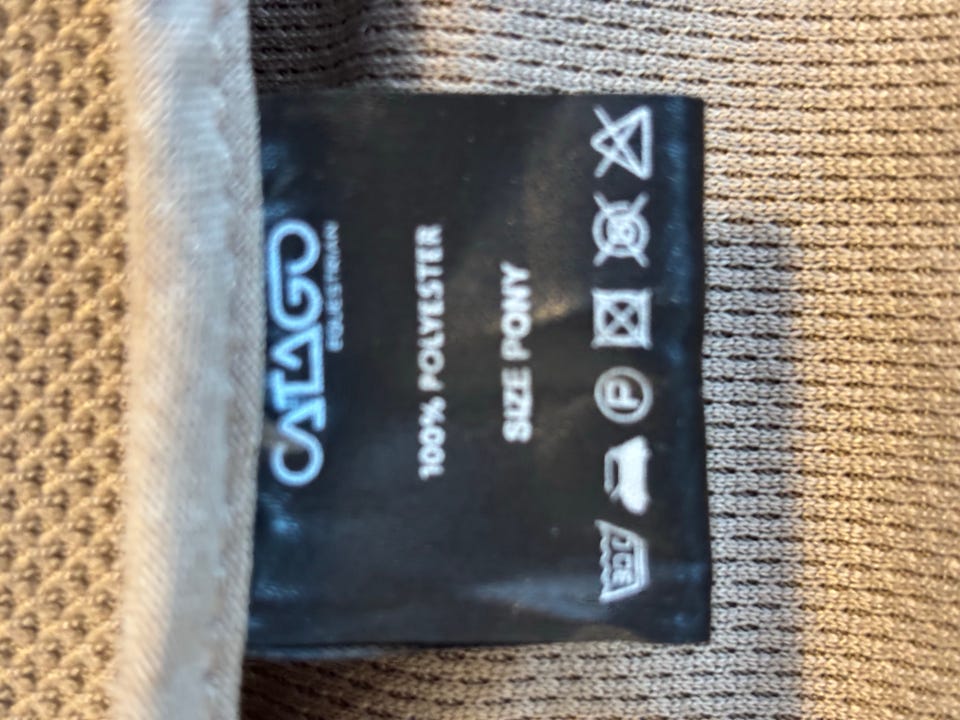 CATAGO
EQUESTRIAN
100% POLYESTER
SIZE PONY
P